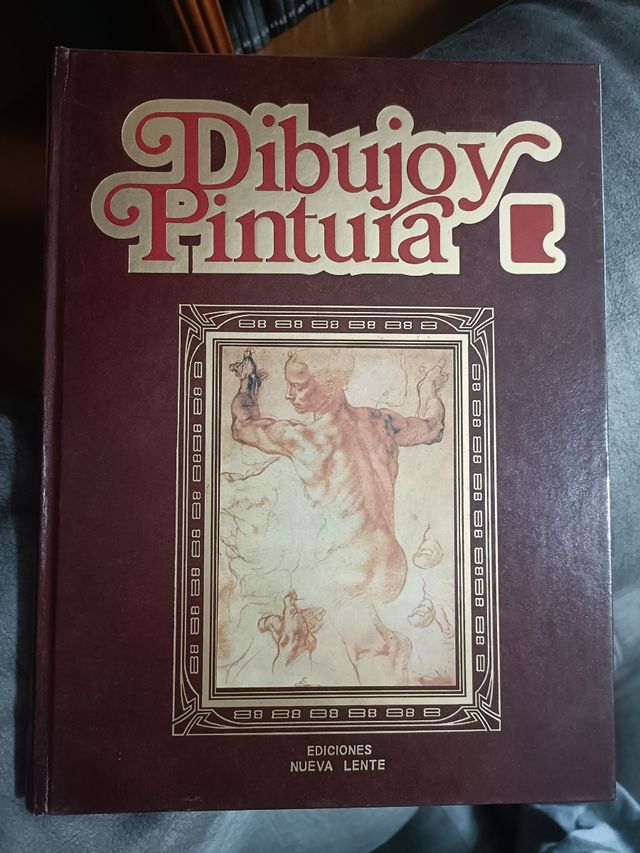 Dibujo y
Pintura
EDICIONES
NUEVA LENTE